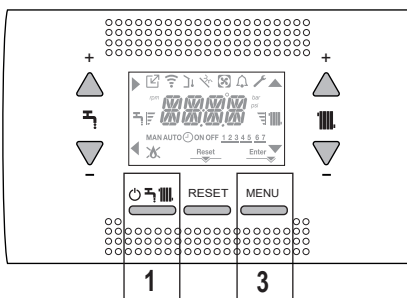 + +
rpm bar
psi
MAN AUTO ON OFF 1 2 3 4 5 6 7
Reset Enter
− −
RESET MENU
1 3